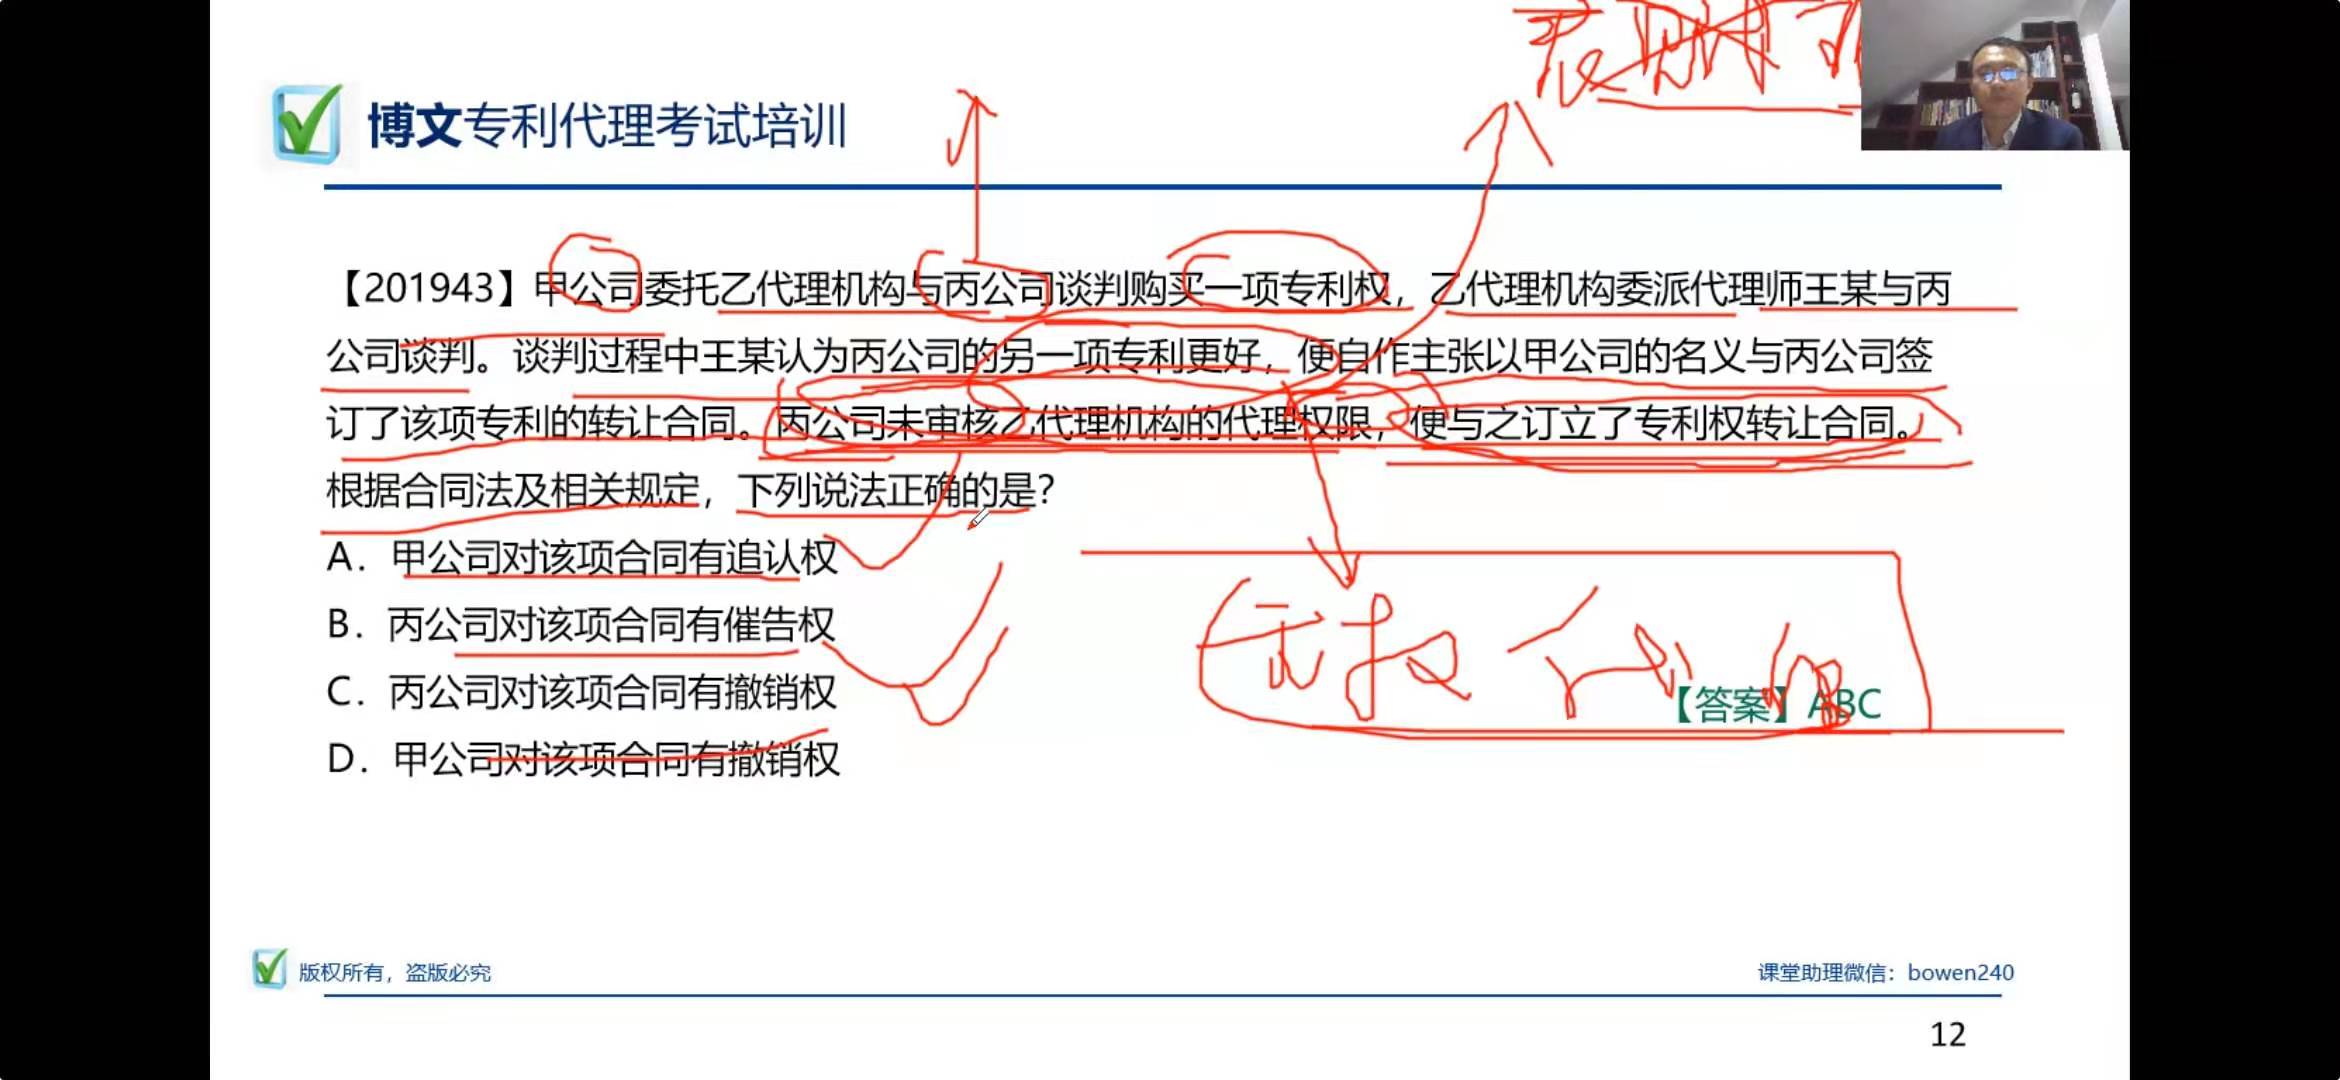 博文专利代理考试培训
【201943】甲公司委托乙代理机构与丙公司谈判购买一项专利权，乙代理机构委派代理师王某与丙
公司谈判。谈判过程中王某认为丙公司的另一项专利更好，便自作主张以甲公司的名义与丙公司签
订了该项专利的转让合同。丙公司未审核乙代理机构的代理权限，便与之订立了专利权转让合同。
根据合同法及相关规定，下列说法正确的是？
A．甲公司对该项合同有追认权
B．丙公司对该项合同有催告权
无权代理
C．丙公司对该项合同有撤销权
【答案】ABC
D．甲公司对该项合同有撤销权
版权所有，盗版必究
课堂助理微信：bowen240
12